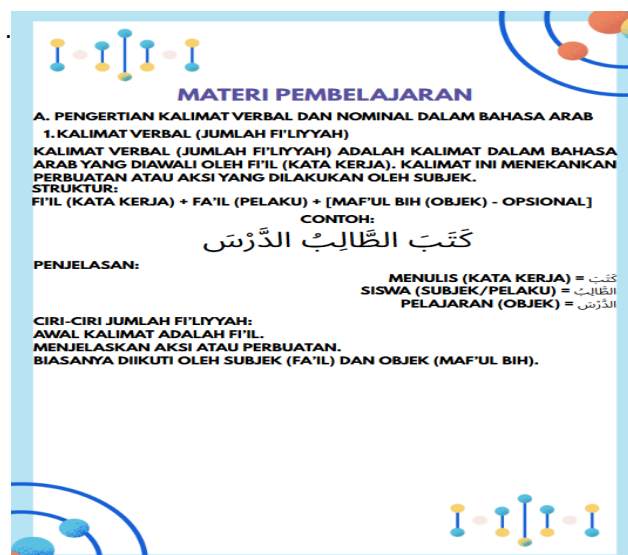 MATERI PEMBELAJARAN
A. PENGERTIAN KALIMAT VERBAL DAN NOMINAL DALAM BAHASA ARAB
1. KALIMAT VERBAL (JUMLAH FI'LIYYAH)
KALIMAT VERBAL (JUMLAH FI'LIYYAH) ADALAH KALIMAT DALAM BAHASA
ARAB YANG DIAWALI OLEH FI'IL (KATA KERJA). KALIMAT INI MENEKANKAN
PERBUATAN ATAU AKSI YANG DILAKUKAN OLEH SUBJEK.
STRUKTUR:
FI'IL (KATA KERJA) + FA'IL (PELAKU) + [MAF'UL BIH (OBJEK) - OPSIONAL]
CONTOH:
كَتَبَ الطَّالِبُ الدَّرْسَ
PENJELASAN:
MENULIS (KATA KERJA) = كَتَبَ
SISWA (SUBJEK/PELAKU) = الطَّالِبُ
PELAJARAN (OBJEK) = الدَّرْسَ
CIRI-CIRI JUMLAH FI'LIYYAH:
AWAL KALIMAT ADALAH FI'IL.
MENJELASKAN AKSI ATAU PERBUATAN.
BIASANYA DIIKUTI OLEH SUBJEK (FA'IL) DAN OBJEK (MAF'UL BIH).